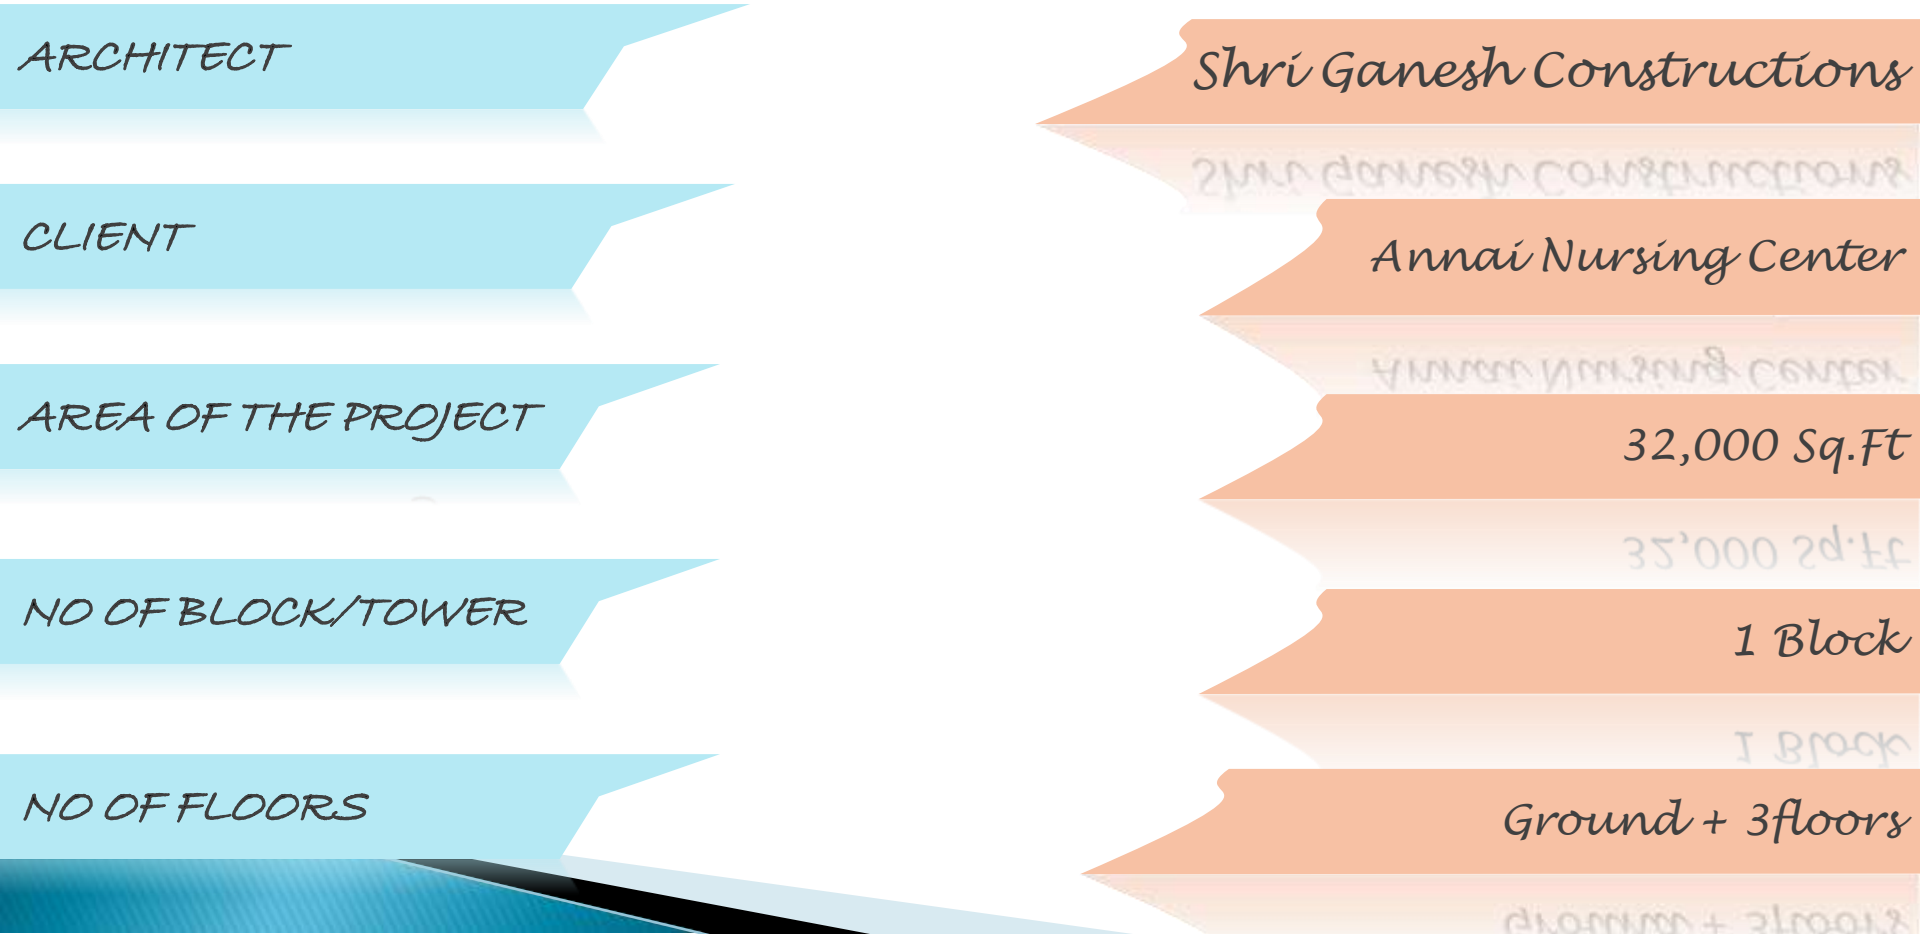 ARCHITECT
Shri Ganesh Constructions
CLIENT
Annai Nursing Center
AREA OF THE PROJECT
32,000 Sq.Ft
NO OF BLOCK/TOWER
1 Block
NO OF FLOORS
Ground + 3floors